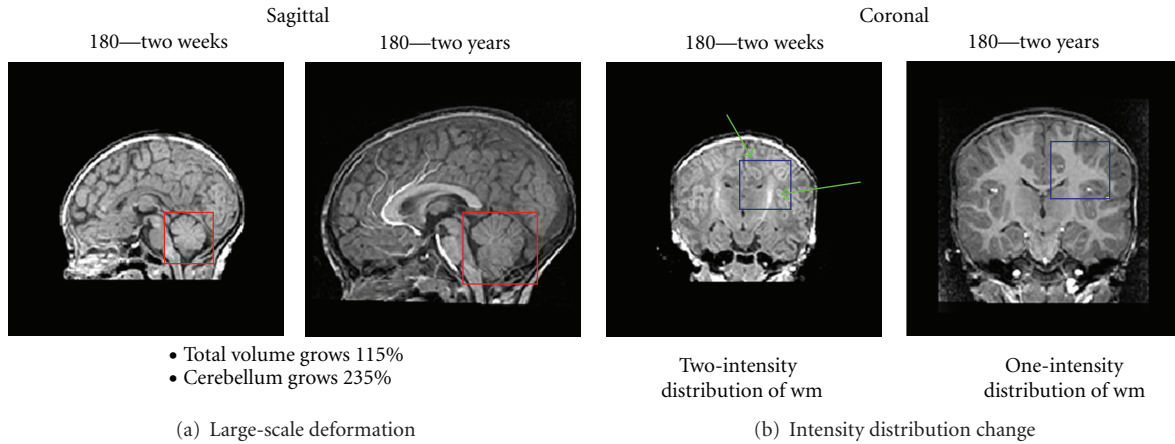 Sagittal
180—two weeks
180—two years
• Total volume grows 115%
• Cerebellum grows 235%
(a) Large-scale deformation
Coronal
180—two weeks
180—two years
Two-intensity
distribution of wm
One-intensity
distribution of wm
(b) Intensity distribution change